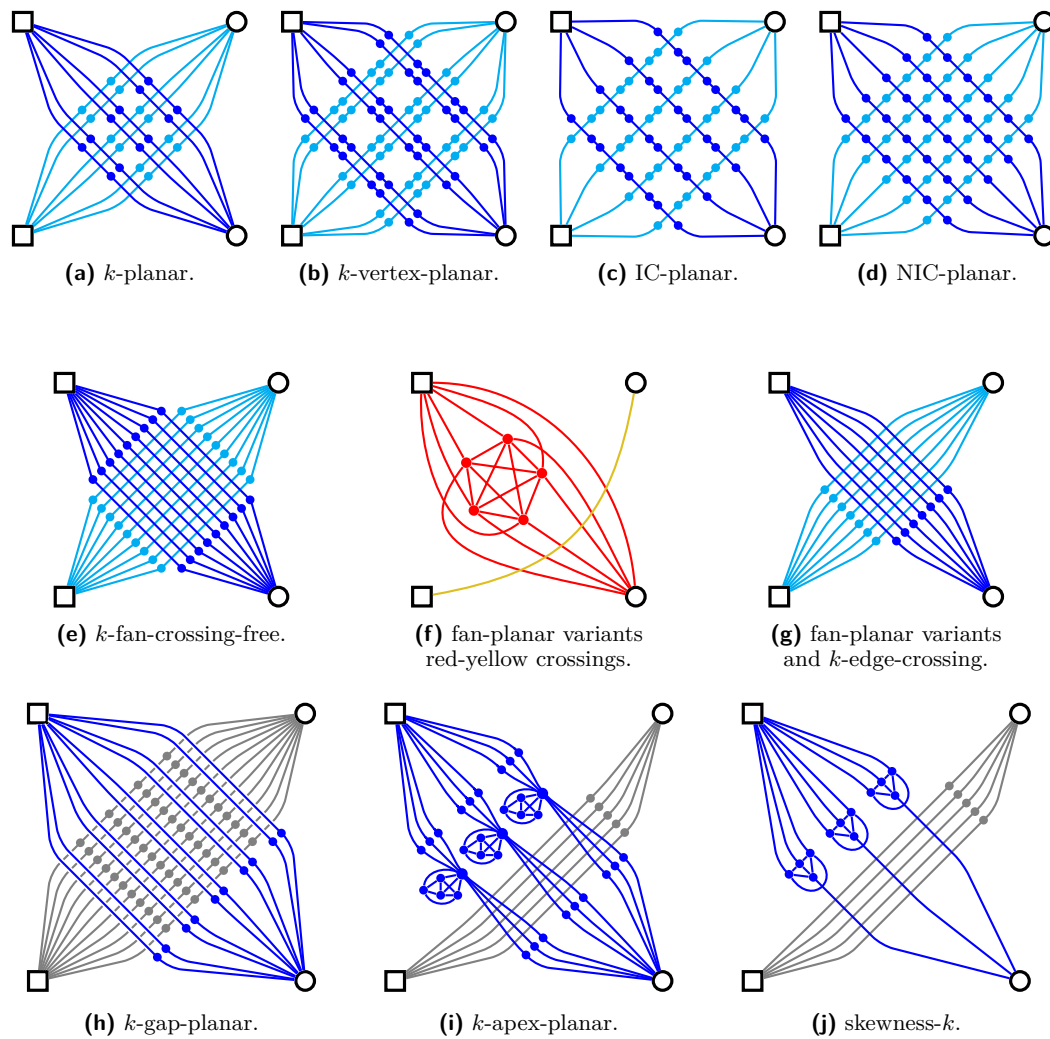 (a) k-planar.
(b) k-vertex-planar.
(c) IC-planar.
(d) NIC-planar.
(e) k-fan-crossing-free.
(f) fan-planar variants
red-yellow crossings.
(g) fan-planar variants
and k-edge-crossing.
(h) k-gap-planar.
(i) k-apex-planar.
(j) skewness-k.